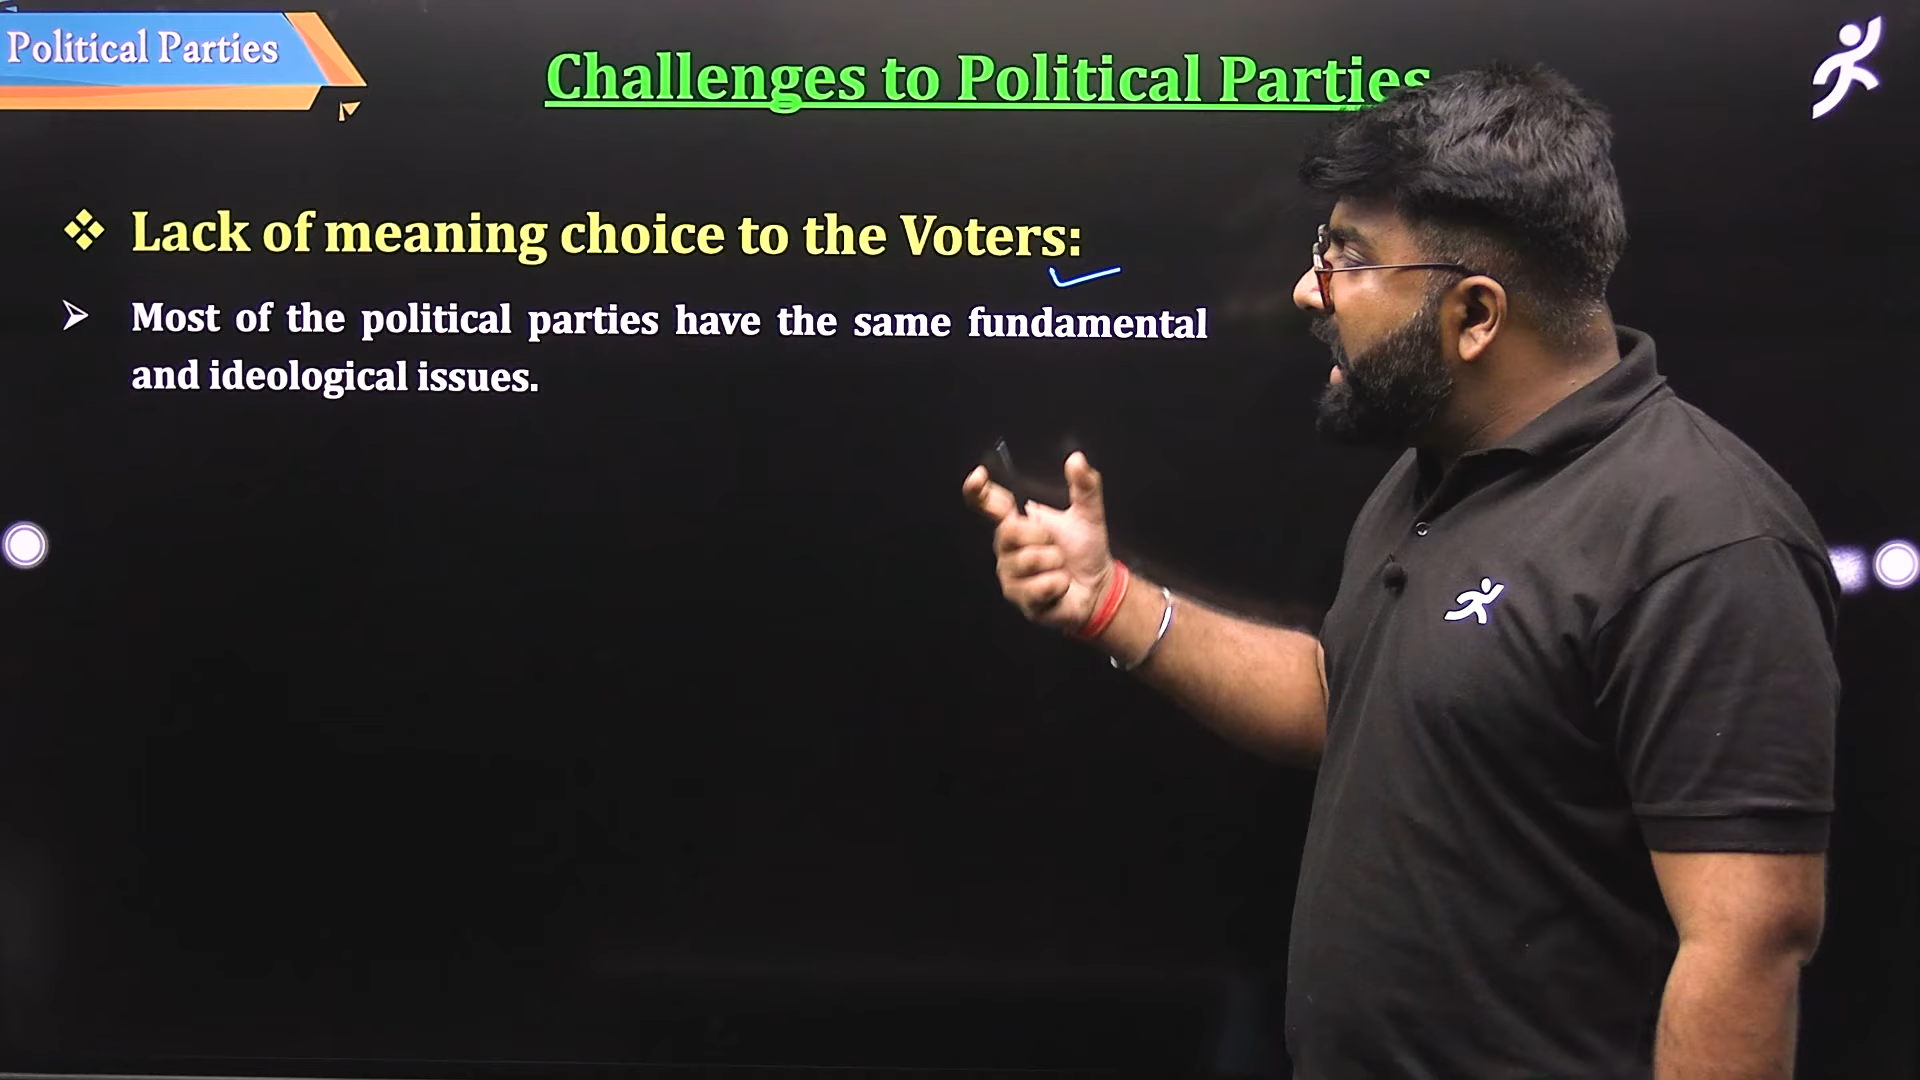 Political Parties
Challenges to Political Parties
Lack of meaning choice to the Voters:
Most of the political parties have the same fundamental
and ideological issues.